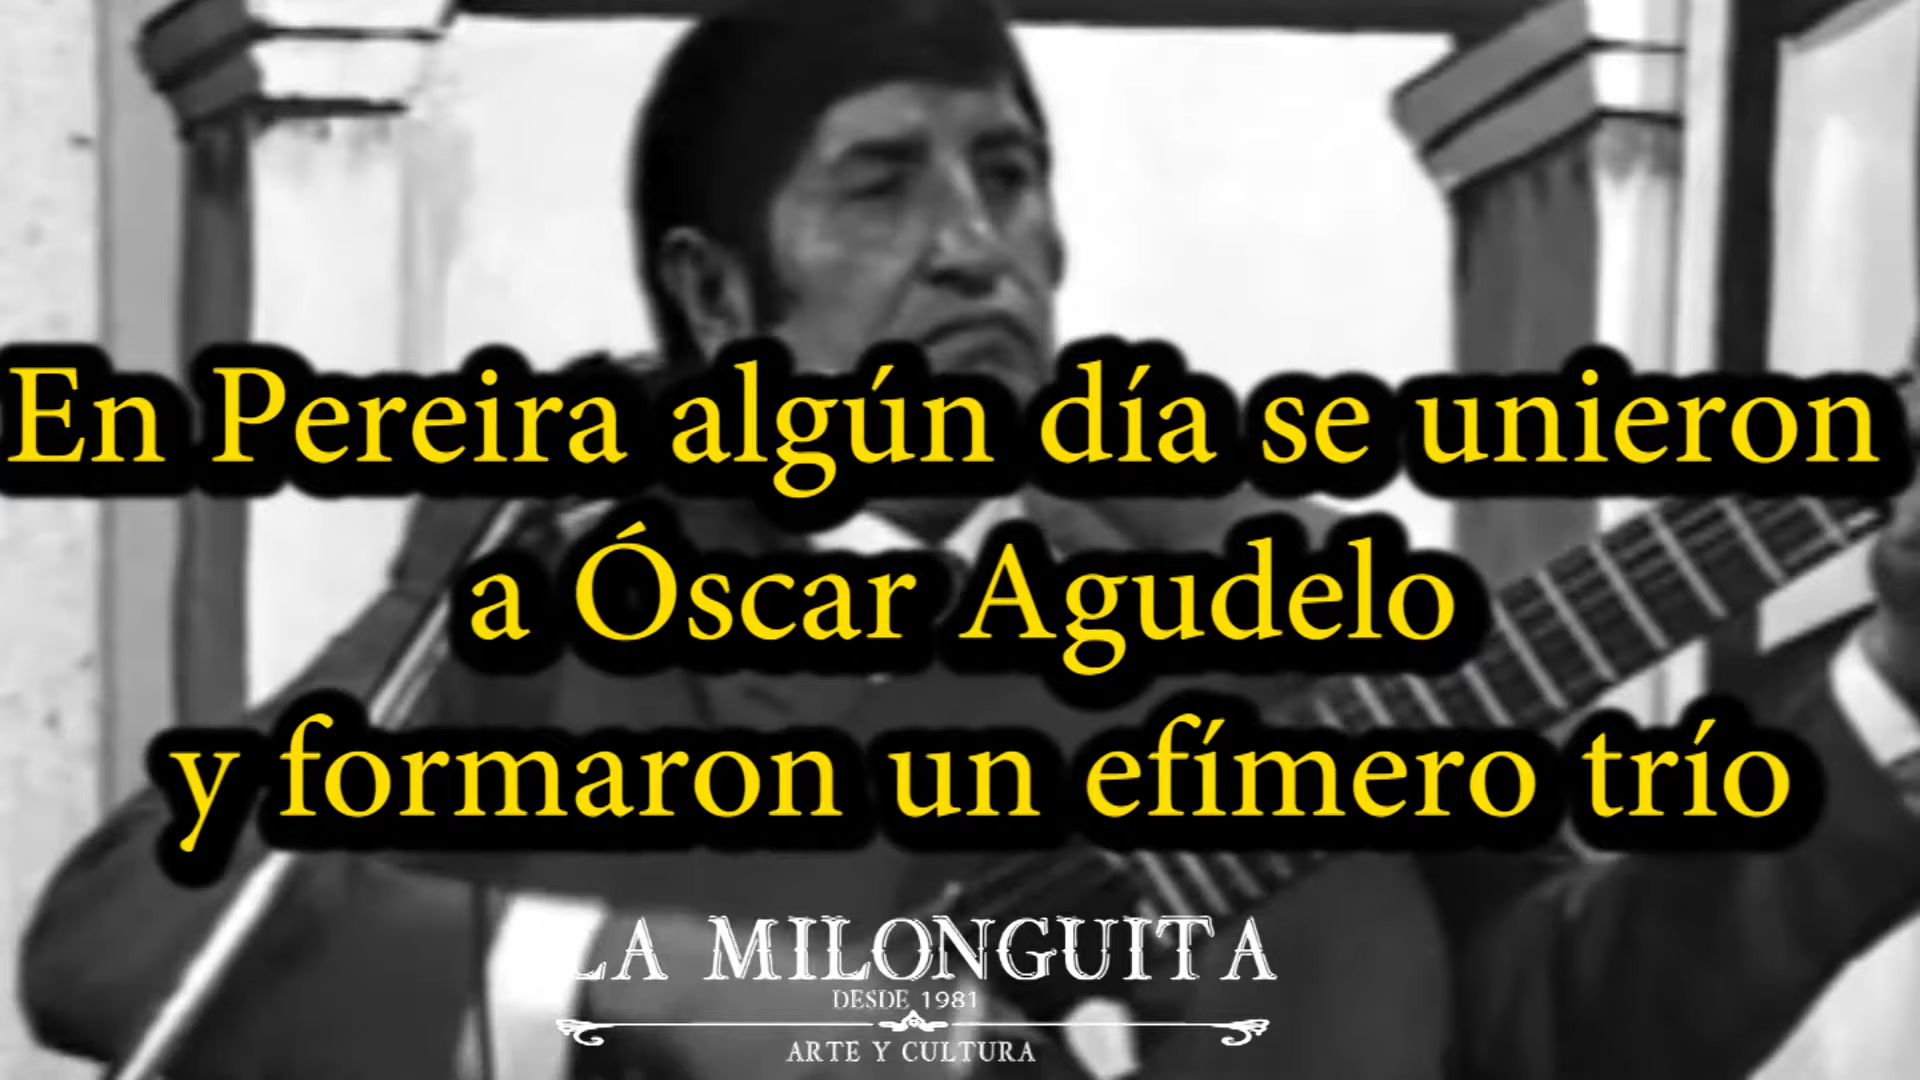 En Pereira algún día se unieron
a Óscar Agudelo
y formaron un efímero trío
LA MILONGUITA
DESDE 1981
ARTE Y CULTURA